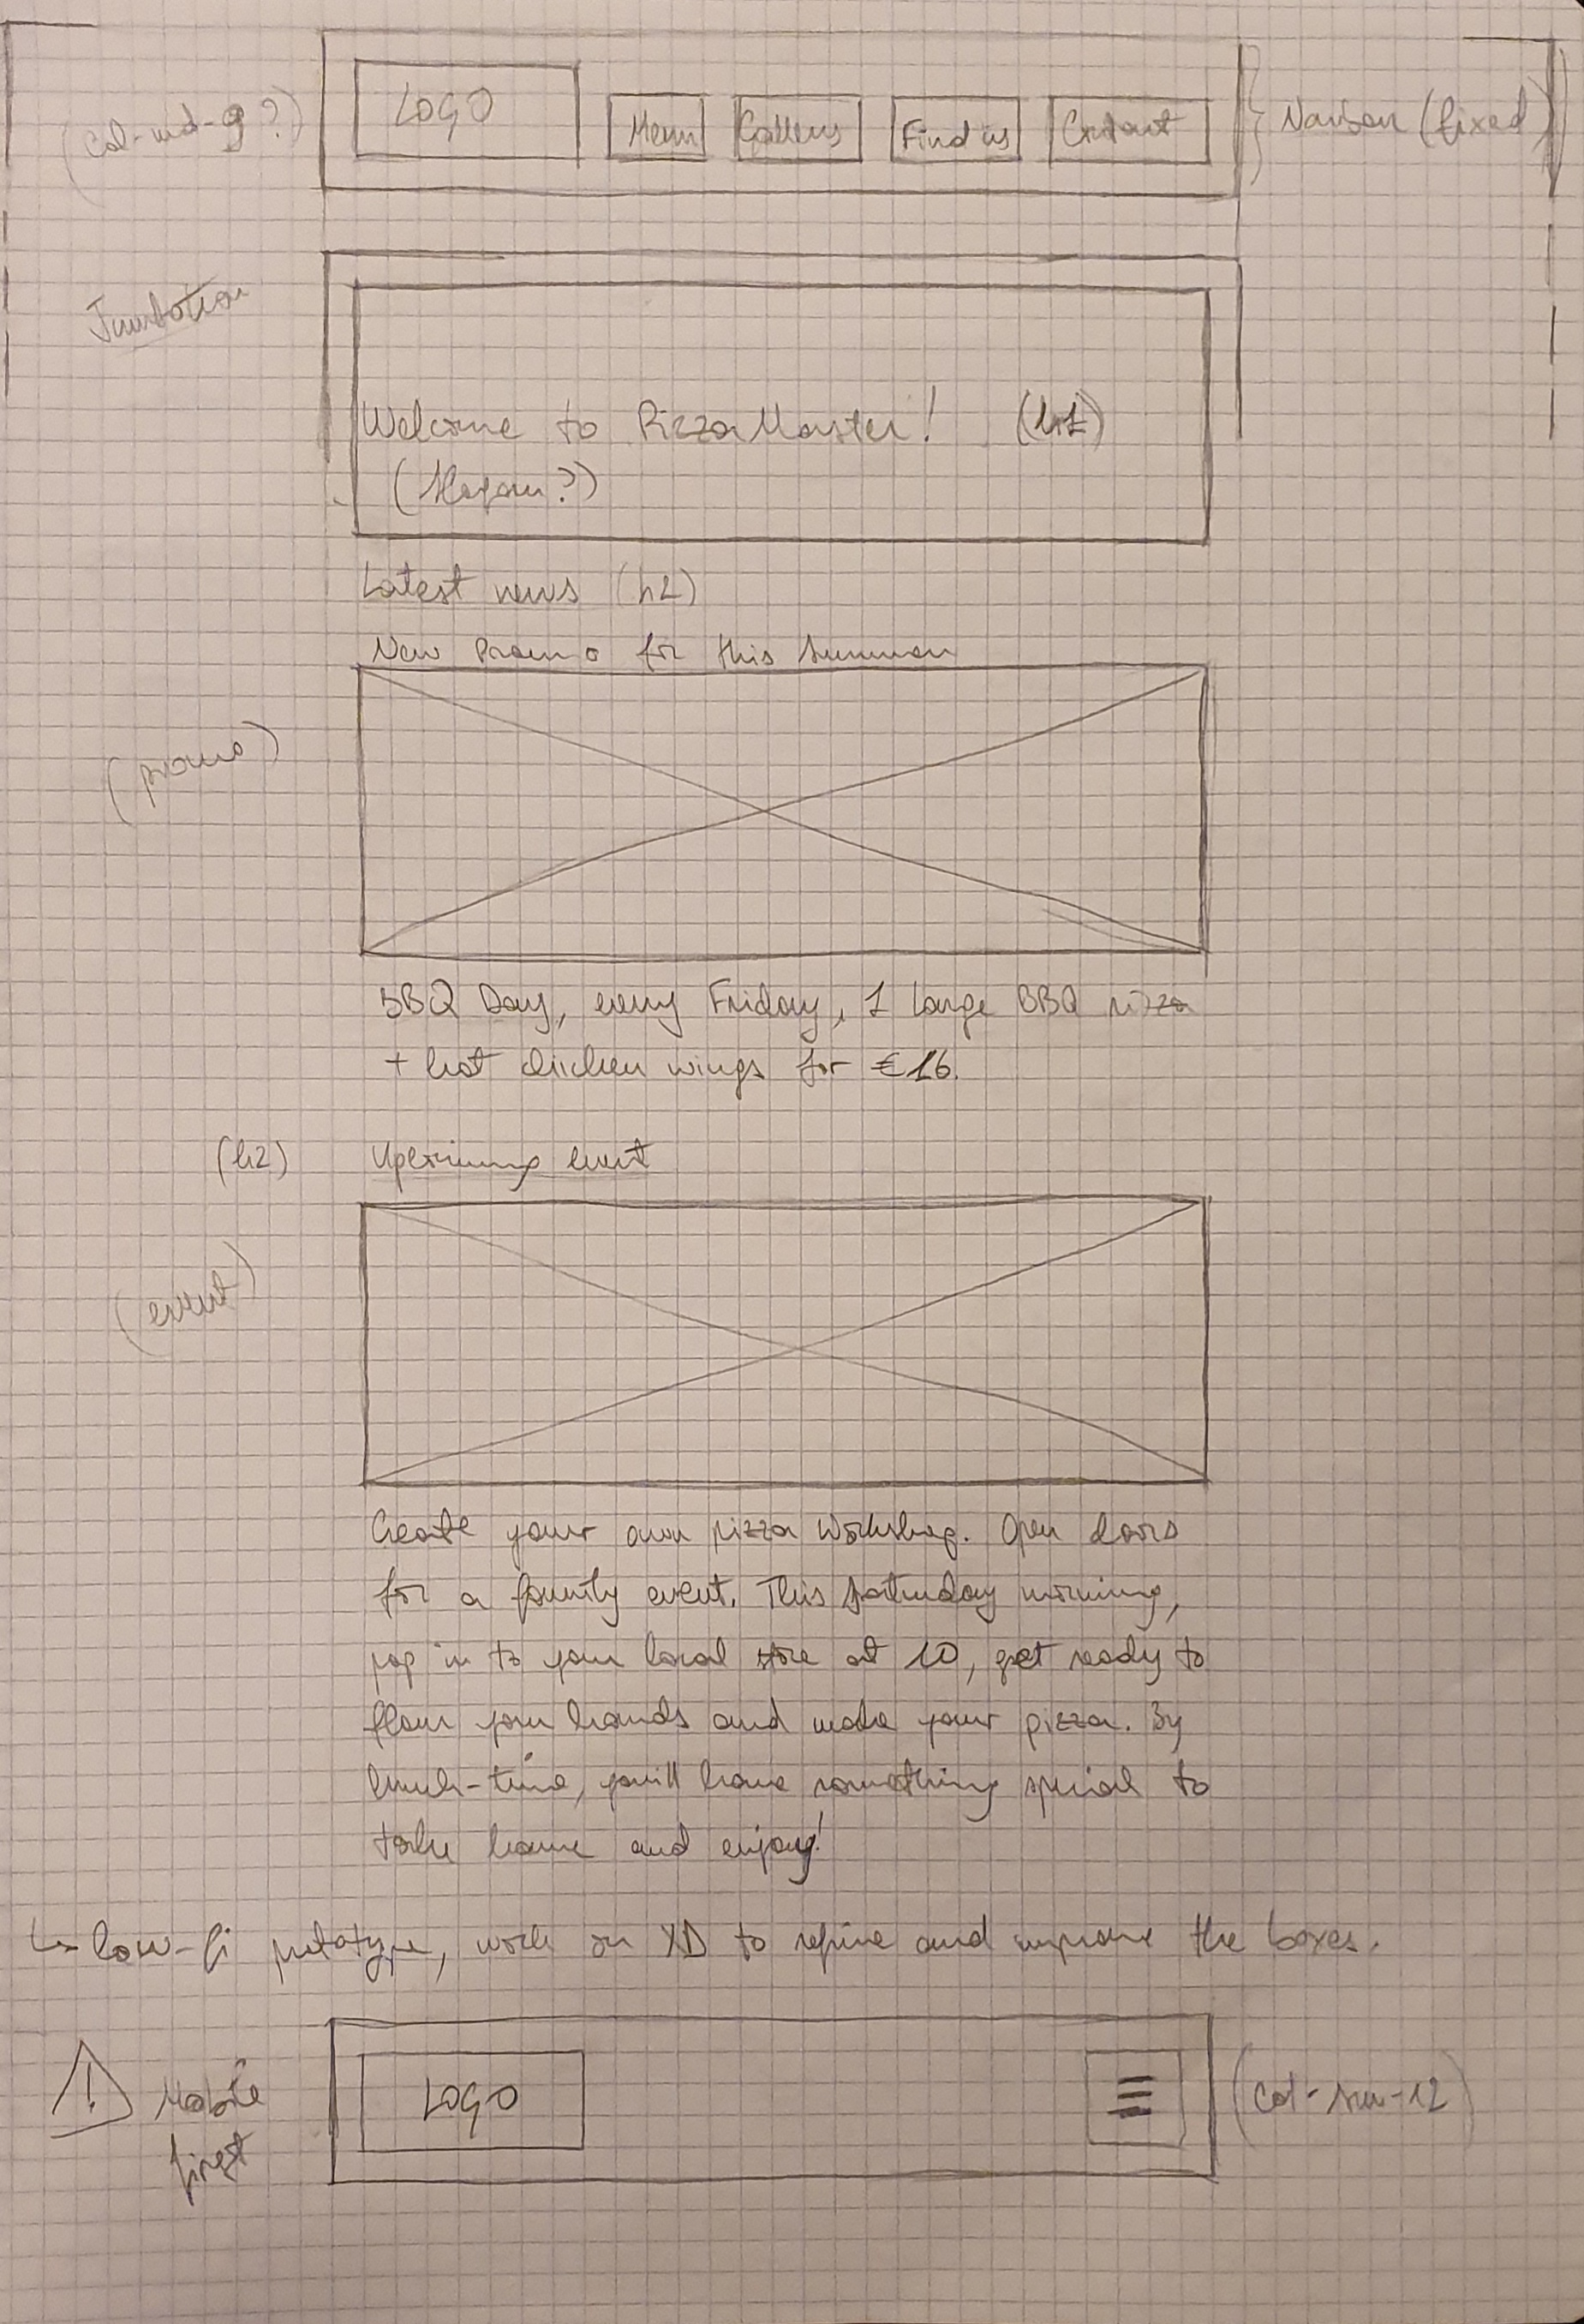 (col-md-9?)
LOGO
Menu
Gallery
Find us
Contact
Navbar (fixed)
Jumbotron
Welcome to PizzaMaster! (h1)
(Slogan?)
Latest news (h2)
New Promo for this summer
(promo)
BBQ Day, every Friday, 1 large BBQ pizza
+ hot chicken wings for €16.
(h2) Upcoming event
(event)
Create your own pizza workshop. Open doors
for a family event. This Saturday morning,
pop in to your local store at 10, get ready to
flour your hands and make your pizza. By
lunch-time, you'll have something special to
take home and enjoy!
↳ low-fi prototype, work on XD to refine and improve the boxes.
! Mobile
first
LOGO
(col-sm-12)